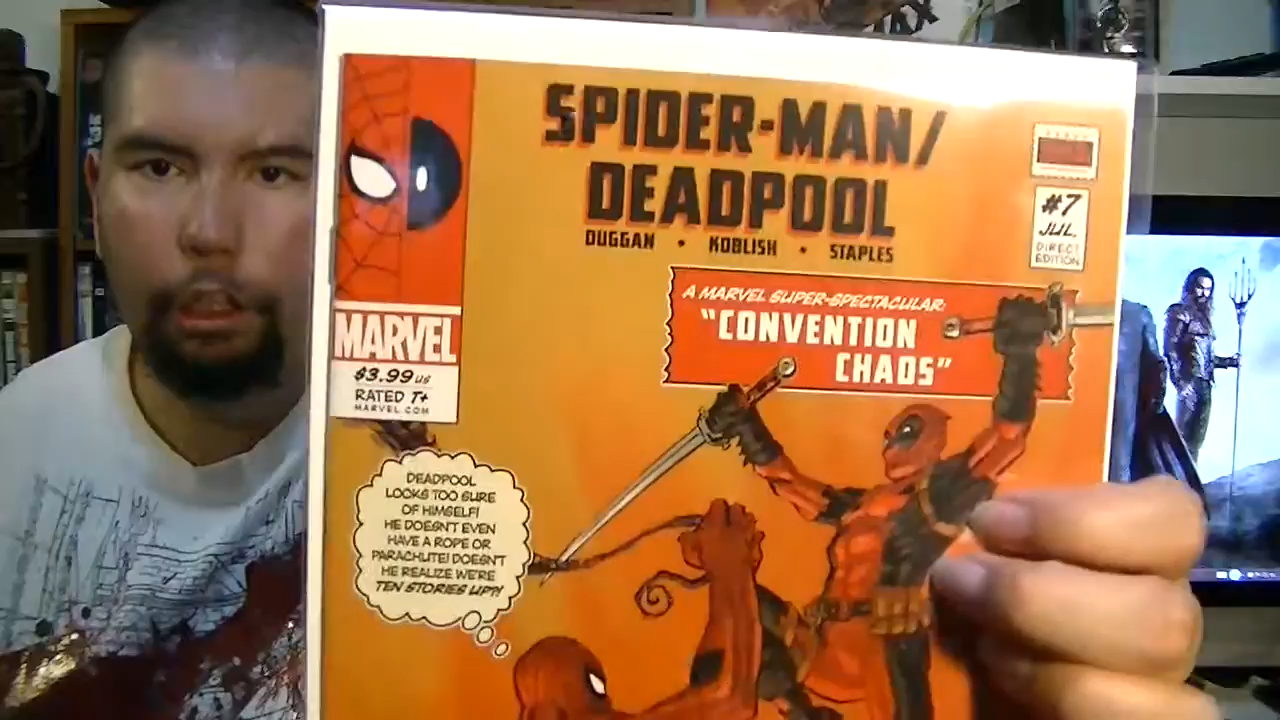 SPIDER-MAN/
DEADPOOL
DUGGAN • KOBLISH • STAPLES
#7
JUL.
DIRECT
EDITION
A MARVEL SUPER-SPECTACULAR:
"CONVENTION
CHAOS"
MARVEL
$3.99 US
RATED T+
MARVEL.COM
DEADPOOL
LOOKS TOO SURE
OF HIMSELF!
HE DOESN'T EVEN
HAVE A ROPE OR
PARACHUTE! DOESN'T
HE REALIZE WE'RE
TEN STORIES UP?!